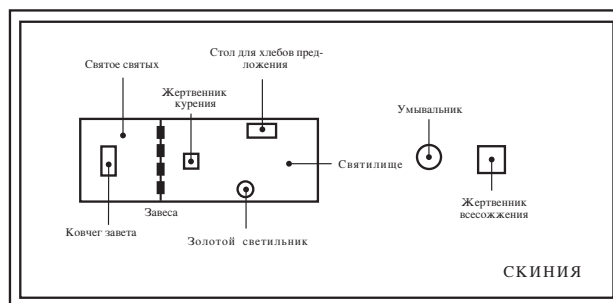 Стол для хлебов пред-
ложения
Святое святых
Жертвенник
курения
Умывальник
Святилище
Завеса
Жертвенник
всесожжения
Ковчег завета
Золотой светильник
СКИНИЯ